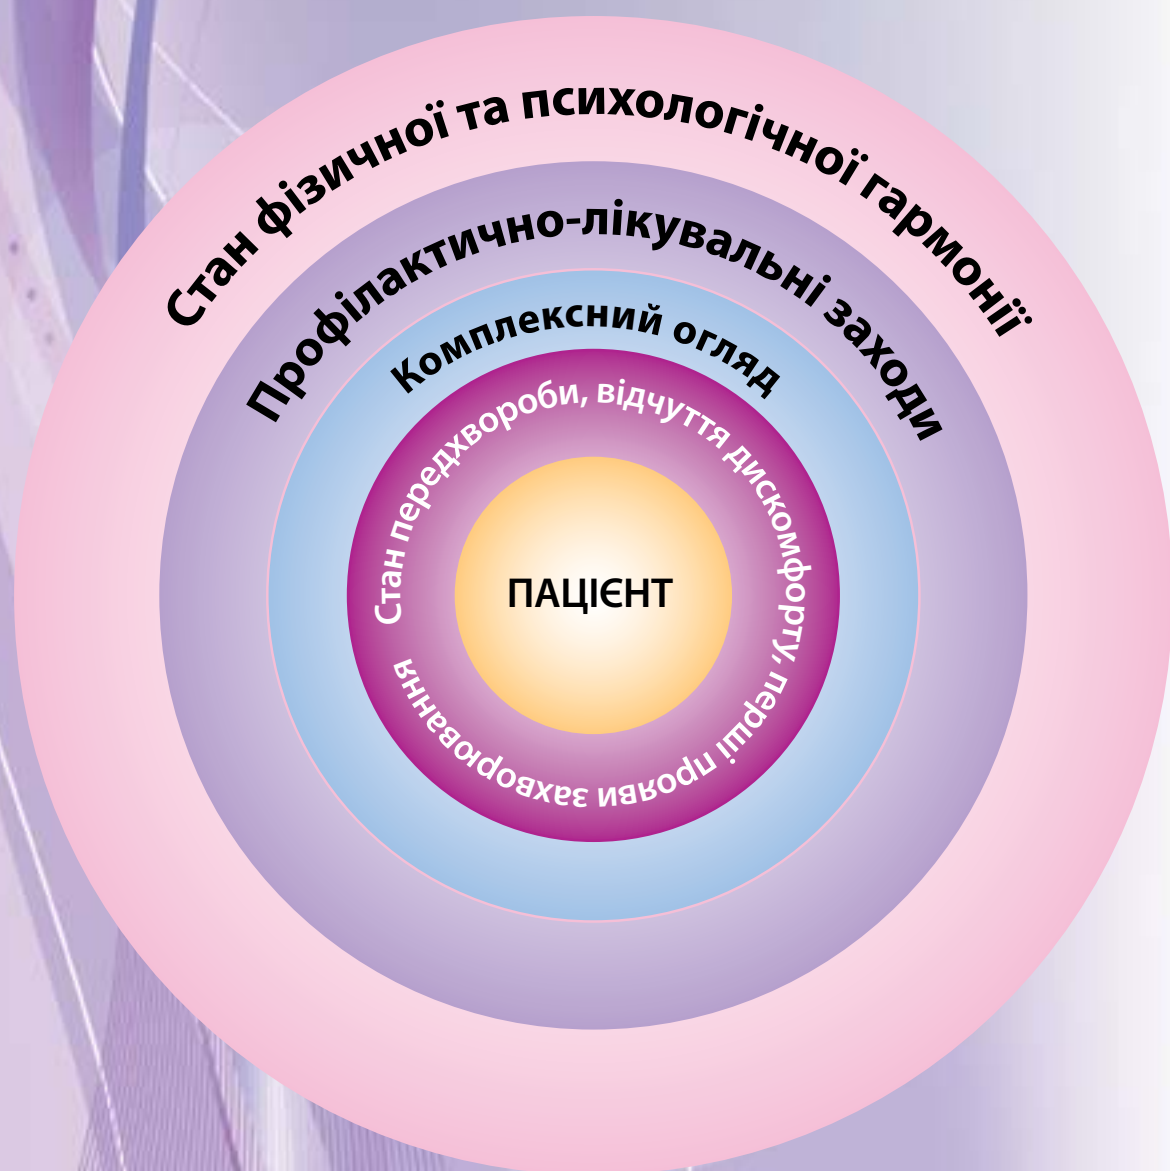 Стан фізичної та психологічної гармонії
Профілактично-лікувальні заходи
Комплексний огляд
Стан передхвороби, відчуття дискомфорту, перші прояви захворювання
ПАЦІЄНТ